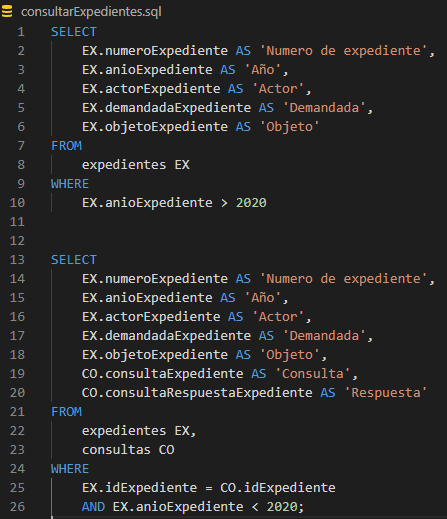 consultarExpedientes.sql
1 SELECT
2 EX.numeroExpediente AS 'Numero de expediente',
3 EX.anioExpediente AS 'Año',
4 EX.actorExpediente AS 'Actor',
5 EX.demandadaExpediente AS 'Demandada',
6 EX.objetoExpediente AS 'Objeto'
7 FROM
8 expedientes EX
9 WHERE
10 EX.anioExpediente > 2020
11
12
13 SELECT
14 EX.numeroExpediente AS 'Numero de expediente',
15 EX.anioExpediente AS 'Año',
16 EX.actorExpediente AS 'Actor',
17 EX.demandadaExpediente AS 'Demandada',
18 EX.objetoExpediente AS 'Objeto',
19 CO.consultaExpediente AS 'Consulta',
20 CO.consultaRespuestaExpediente AS 'Respuesta'
21 FROM
22 expedientes EX,
23 consultas CO
24 WHERE
25 EX.idExpediente = CO.idExpediente
26 AND EX.anioExpediente < 2020;